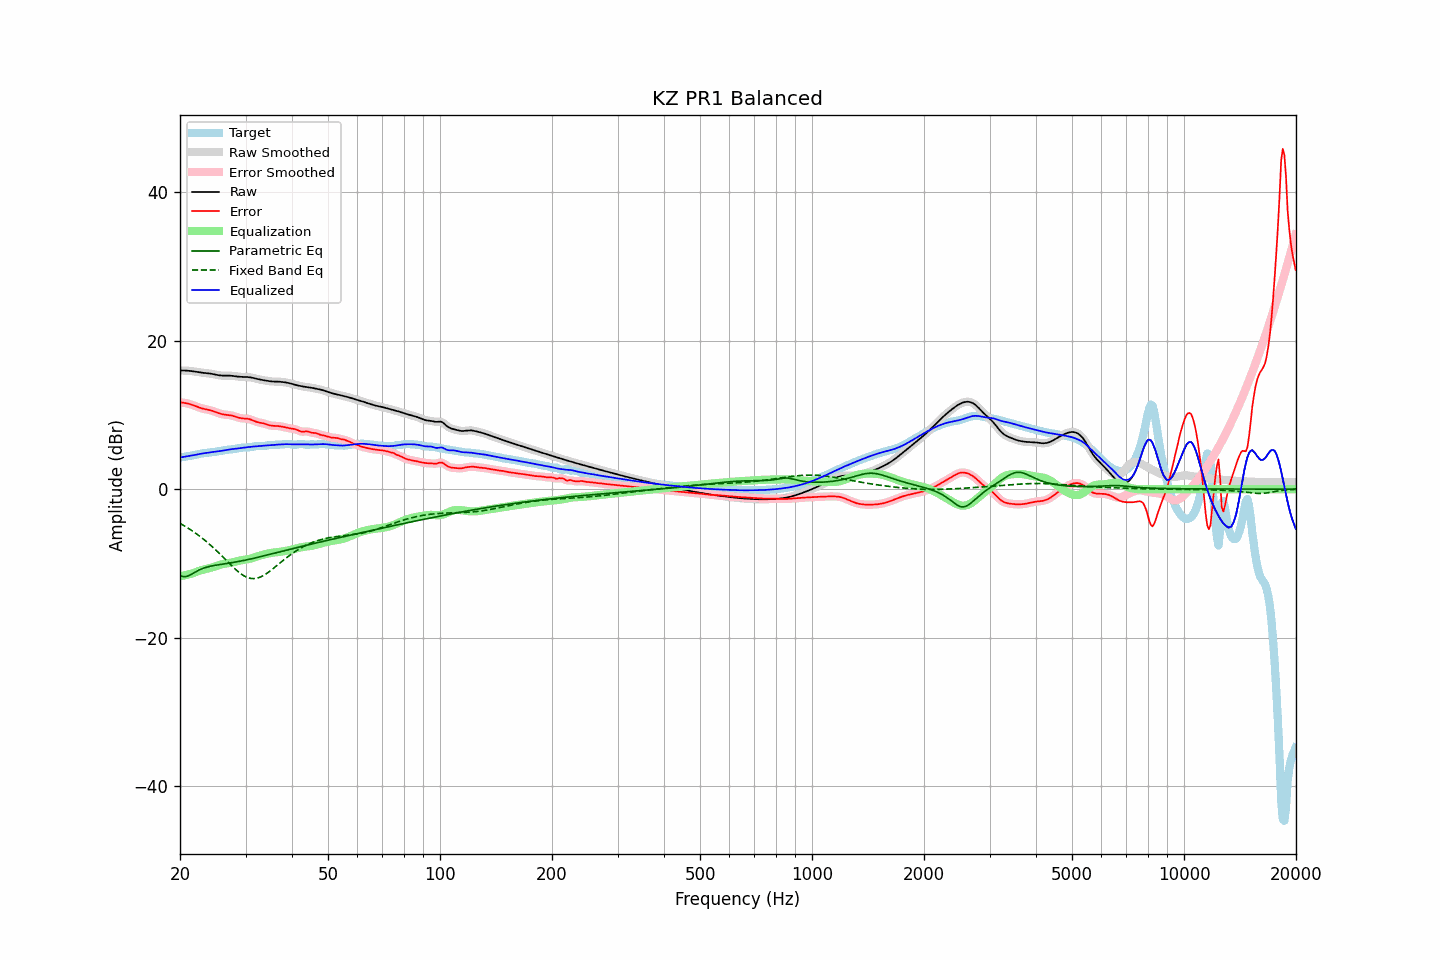 KZ PR1 Balanced
Target
Raw Smoothed
Error Smoothed
Raw
Error
Equalization
Parametric Eq
Fixed Band Eq
Equalized
Amplitude (dBr)
40
20
0
−20
−40
20 50 100 200 500 1000 2000 5000 10000 20000
Frequency (Hz)